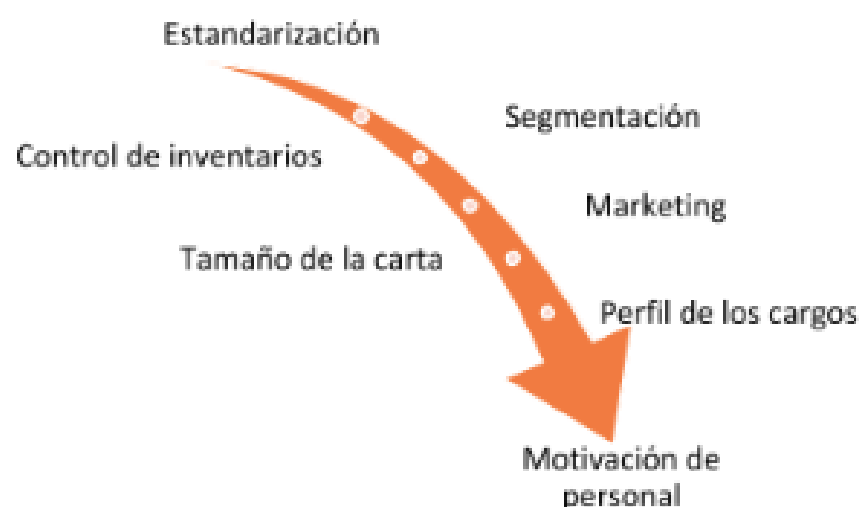 Estandarización
Segmentación
Control de inventarios
Marketing
Tamaño de la carta
Perfil de los cargos
Motivación de
personal